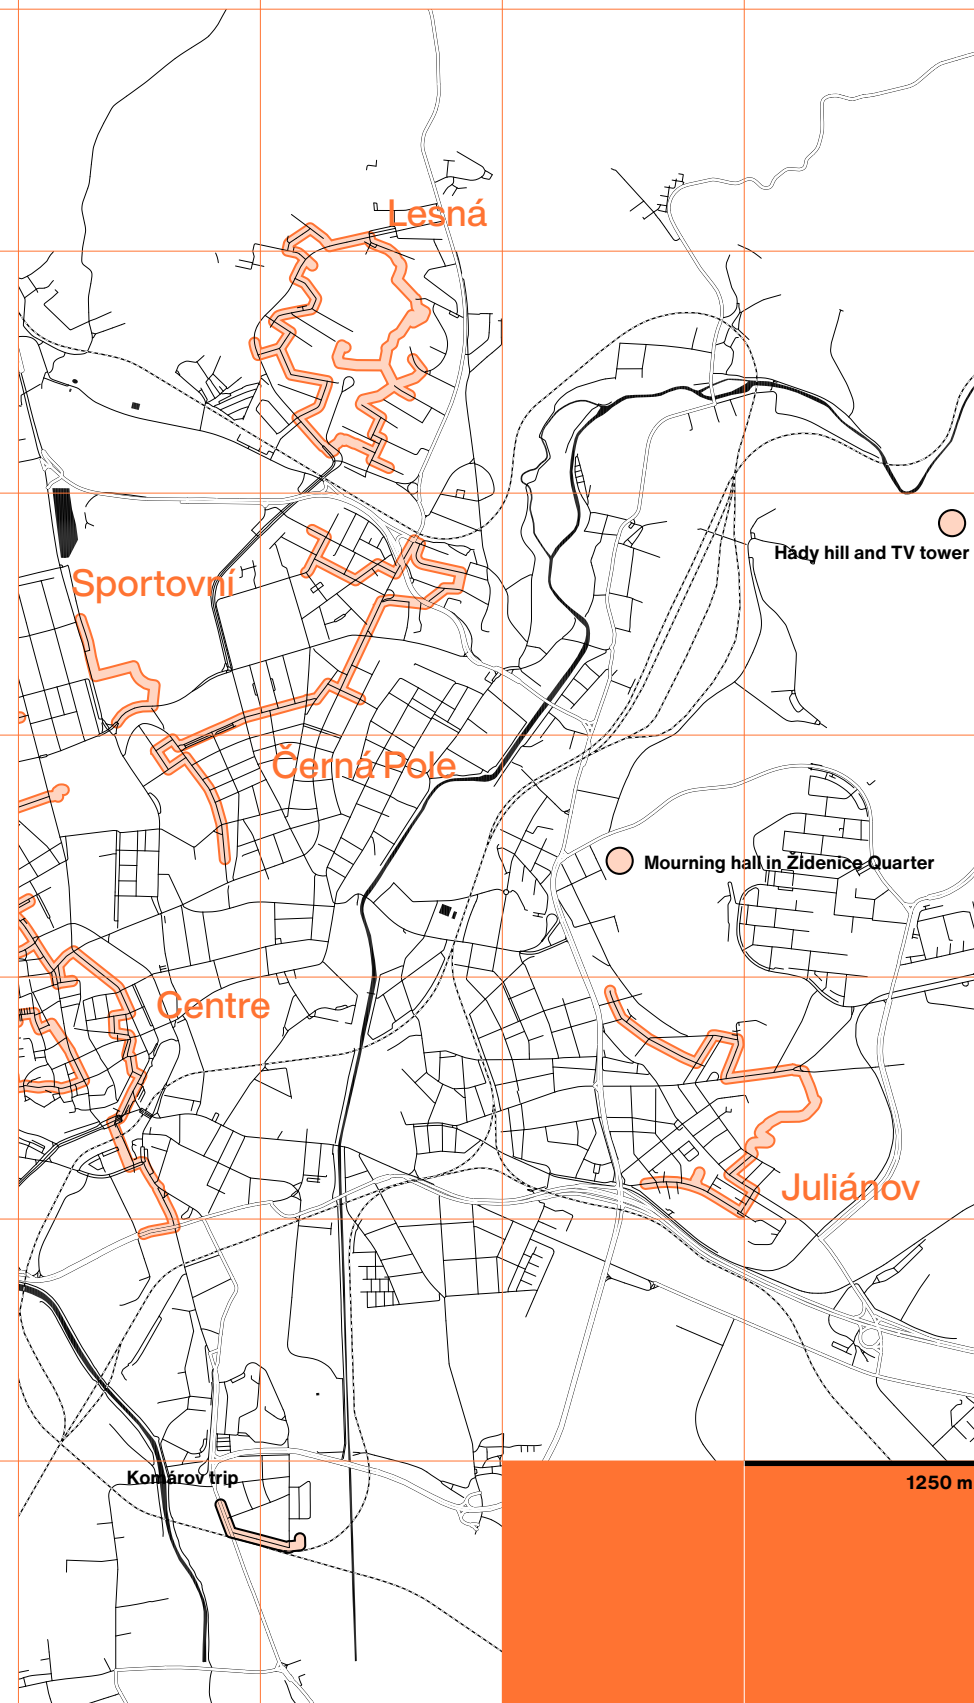 Lesná
Hády hill and TV tower
Sportovní
Černá Pole
Mourning hall in Židenice Quarter
Centre
Juliánov
Komárov trip
1250 m